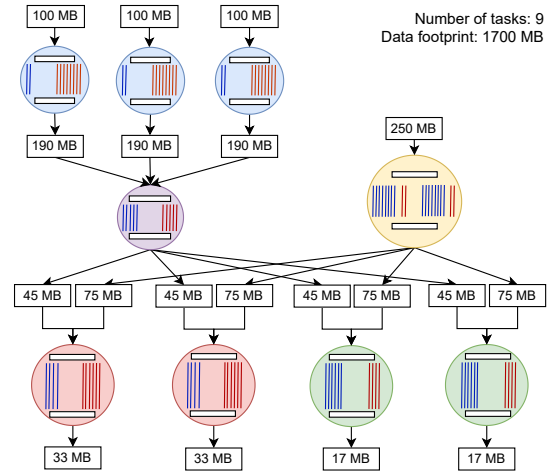 100 MB 100 MB 100 MB
Number of tasks: 9
Data footprint: 1700 MB
250 MB
190 MB 190 MB 190 MB
45 MB 75 MB 45 MB 75 MB 45 MB 75 MB 45 MB 75 MB
33 MB 33 MB 17 MB 17 MB